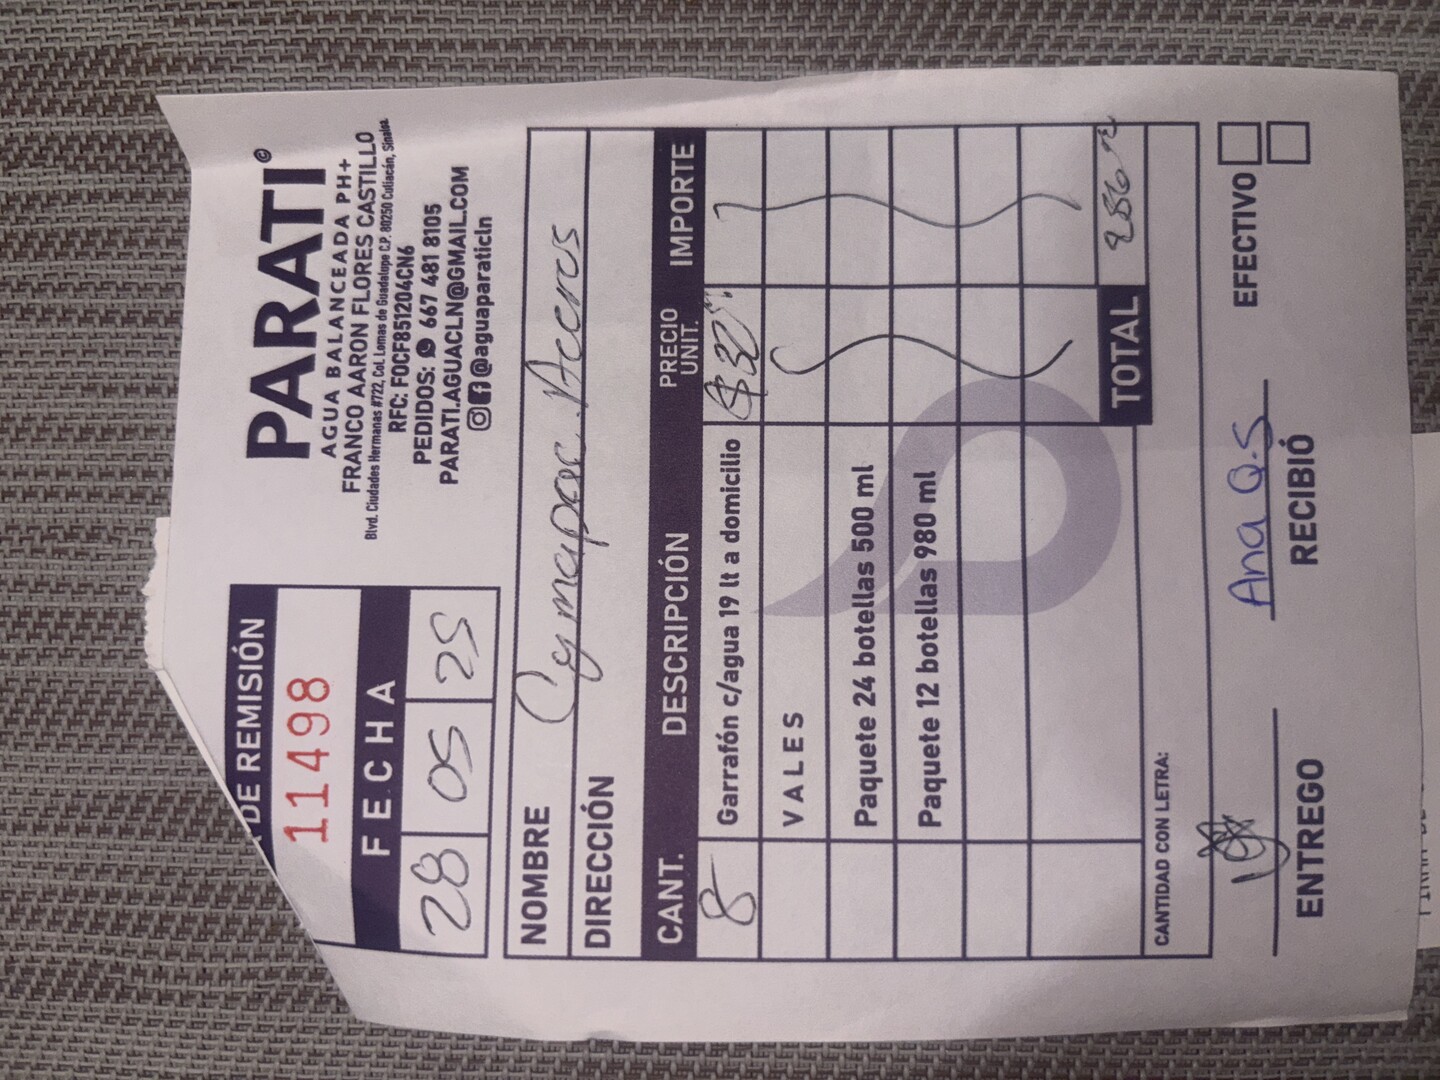 PARATI©
AGUA BALANCEADA PH+
FRANCO AARON FLORES CASTILLO
Blvd. Ciudades Hermanas #722, Col. Lomas de Guadalupe C.P. 80250 Culiacán, Sinaloa.
RFC: FOCF851204CN6
PEDIDOS: 667 481 8105
PARATI.AGUACLN@GMAIL.COM
@aguaparaticln
DE REMISIÓN
11498
FECHA
28 05 25
NOMBRE
DIRECCIÓN
CANT. DESCRIPCIÓN PRECIO UNIT. IMPORTE
8 Garrafón c/agua 19 lt a domicilio $32
VALES
Paquete 24 botellas 500 ml
Paquete 12 botellas 980 ml
TOTAL
CANTIDAD CON LETRA:
Ana Q.S
ENTREGO RECIBIÓ EFECTIVO